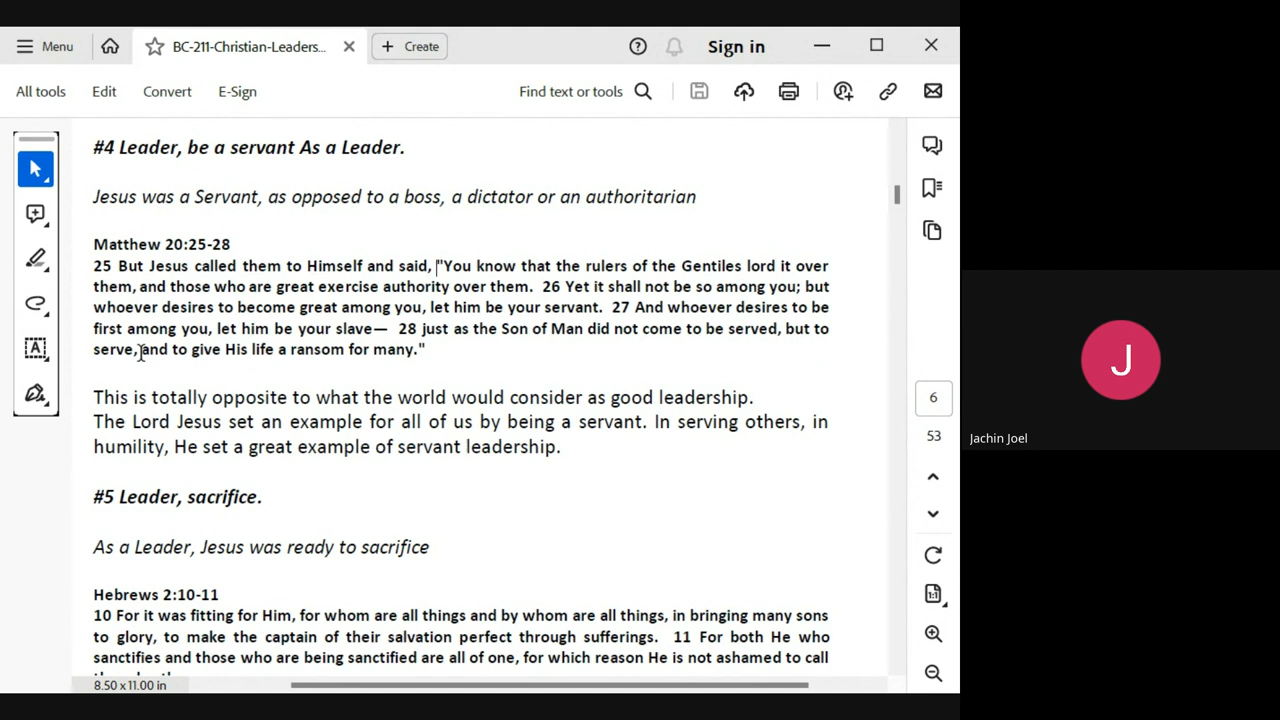 Menu
BC-211-Christian-Leaders...
Create
Sign in
All tools
Edit
Convert
E-Sign
Find text or tools
#4 Leader, be a servant As a Leader.
Jesus was a Servant, as opposed to a boss, a dictator or an authoritarian
Matthew 20:25-28
25 But Jesus called them to Himself and said, "You know that the rulers of the Gentiles lord it over
them, and those who are great exercise authority over them. 26 Yet it shall not be so among you; but
whoever desires to become great among you, let him be your servant. 27 And whoever desires to be
first among you, let him be your slave— 28 just as the Son of Man did not come to be served, but to
serve, and to give His life a ransom for many."
This is totally opposite to what the world would consider as good leadership.
The Lord Jesus set an example for all of us by being a servant. In serving others, in
humility, He set a great example of servant leadership.
#5 Leader, sacrifice.
As a Leader, Jesus was ready to sacrifice
Hebrews 2:10-11
10 For it was fitting for Him, for whom are all things and by whom are all things, in bringing many sons
to glory, to make the captain of their salvation perfect through sufferings. 11 For both He who
sanctifies and those who are being sanctified are all of one, for which reason He is not ashamed to call
8.50 x 11.00 in
6
53
1:1
J
Jachin Joel